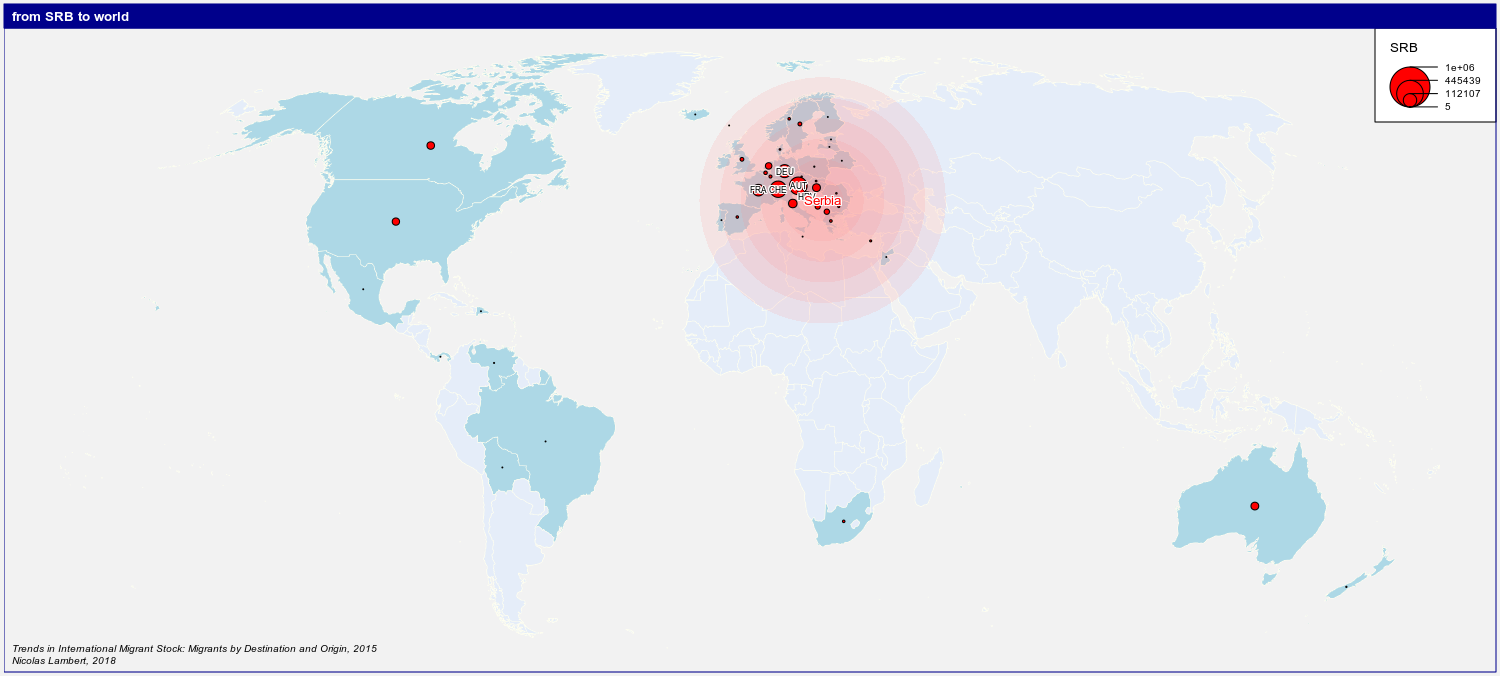 from SRB to world
SRB
1e+06
445439
112107
5
DEU
FRA CHE AUT
Serbia
Trends in International Migrant Stock: Migrants by Destination and Origin, 2015
Nicolas Lambert, 2018